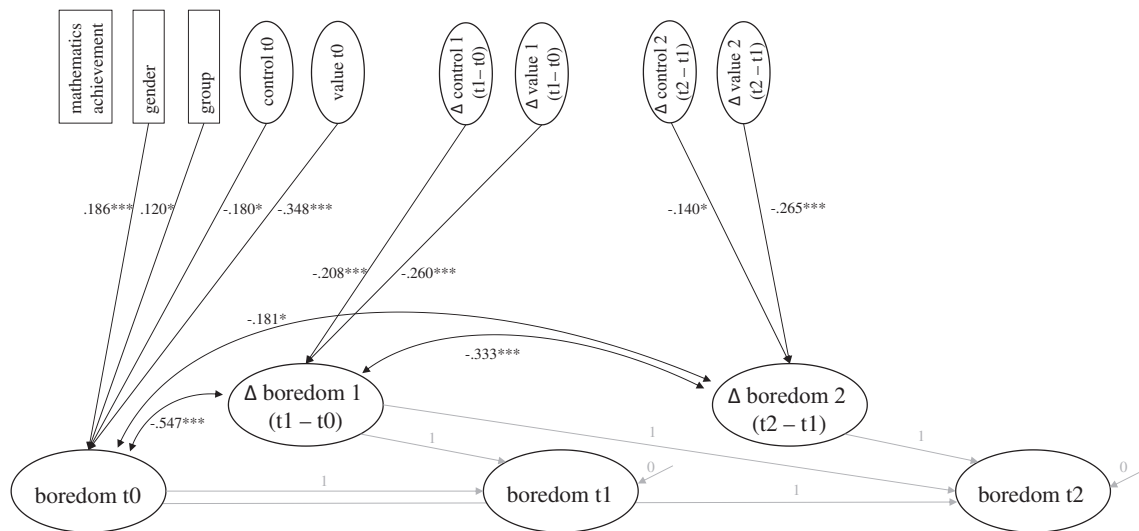 mathematics
achievement
gender
group
control t0
value t0
Δ control 1
(t1– t0)
Δ value 1
(t1– t0)
Δ control 2
(t2 – t1)
Δ value 2
(t2 – t1)
.186***
.120*
-.180*
-.348***
-.140*
-.265***
-.208***
-.260***
-.181*
-.333***
Δ boredom 1
(t1 – t0)
Δ boredom 2
(t2 – t1)
-.547***
1
1
1
0
0
boredom t0
1
boredom t1
1
boredom t2